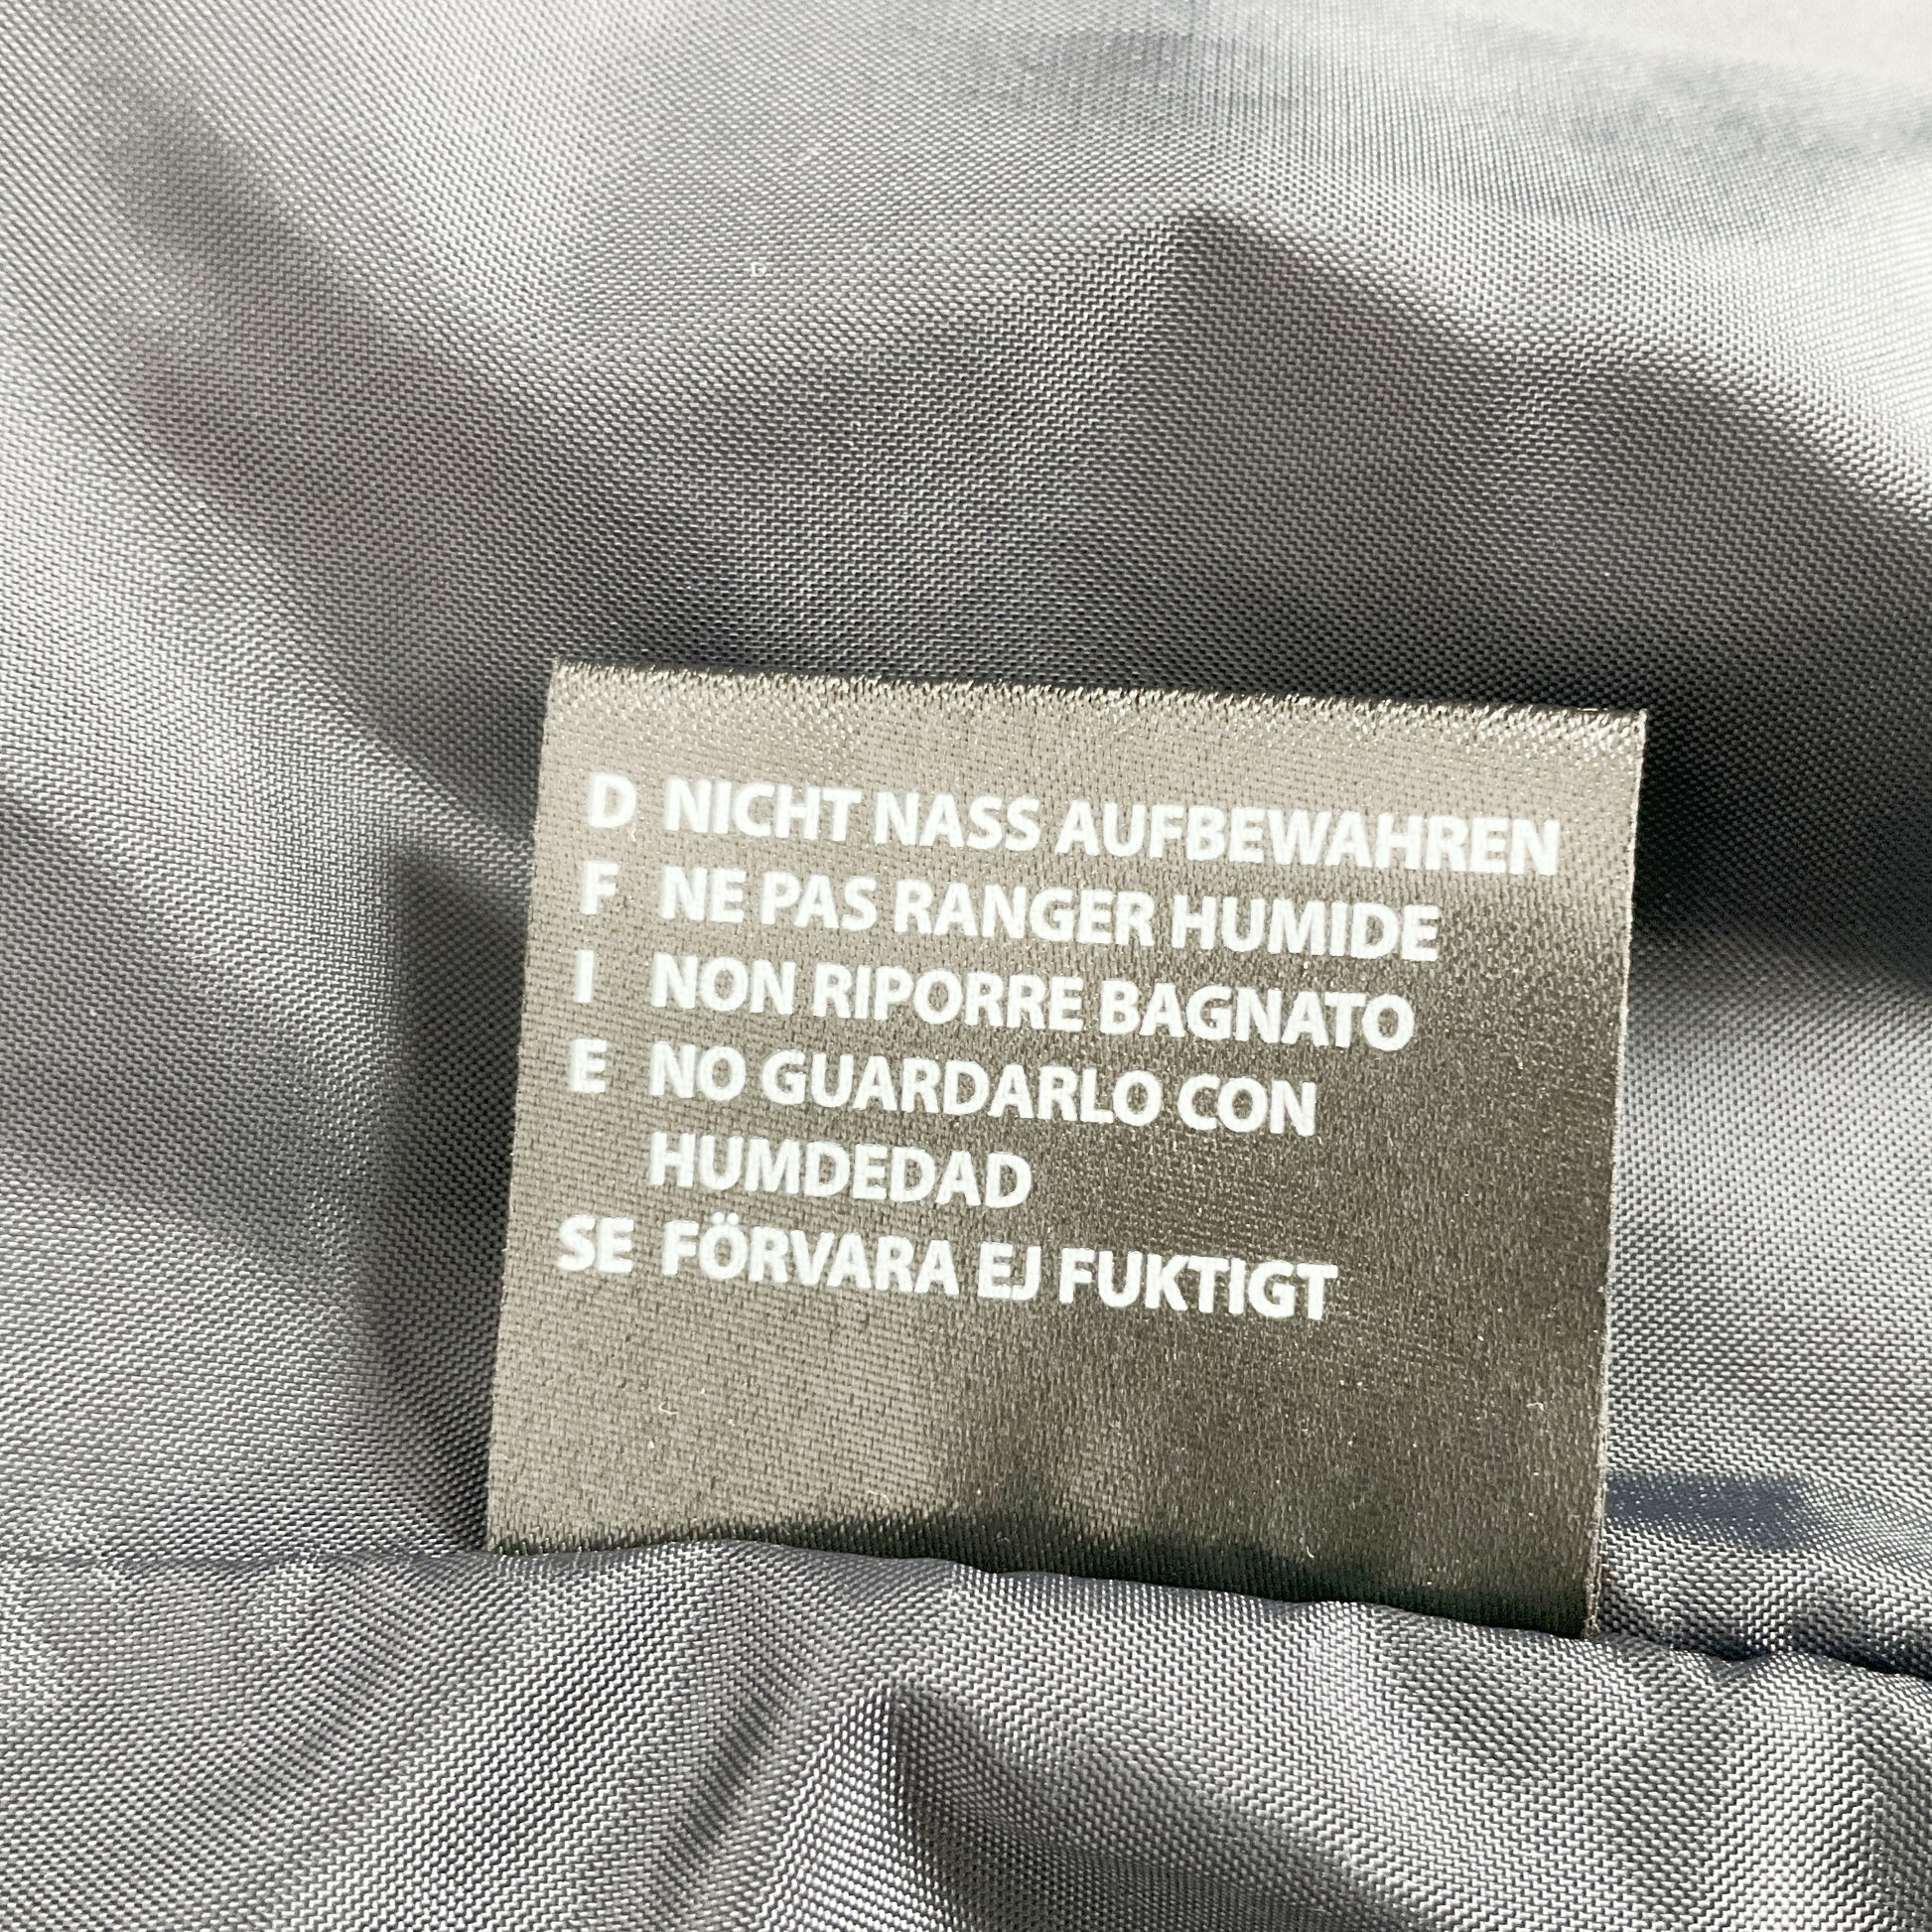 D NICHT NASS AUFBEWAHREN
F NE PAS RANGER HUMIDE
I NON RIPORRE BAGNATO
E NO GUARDARLO CON
HUMDEDAD
SE FÖRVARA EJ FUKTIGT